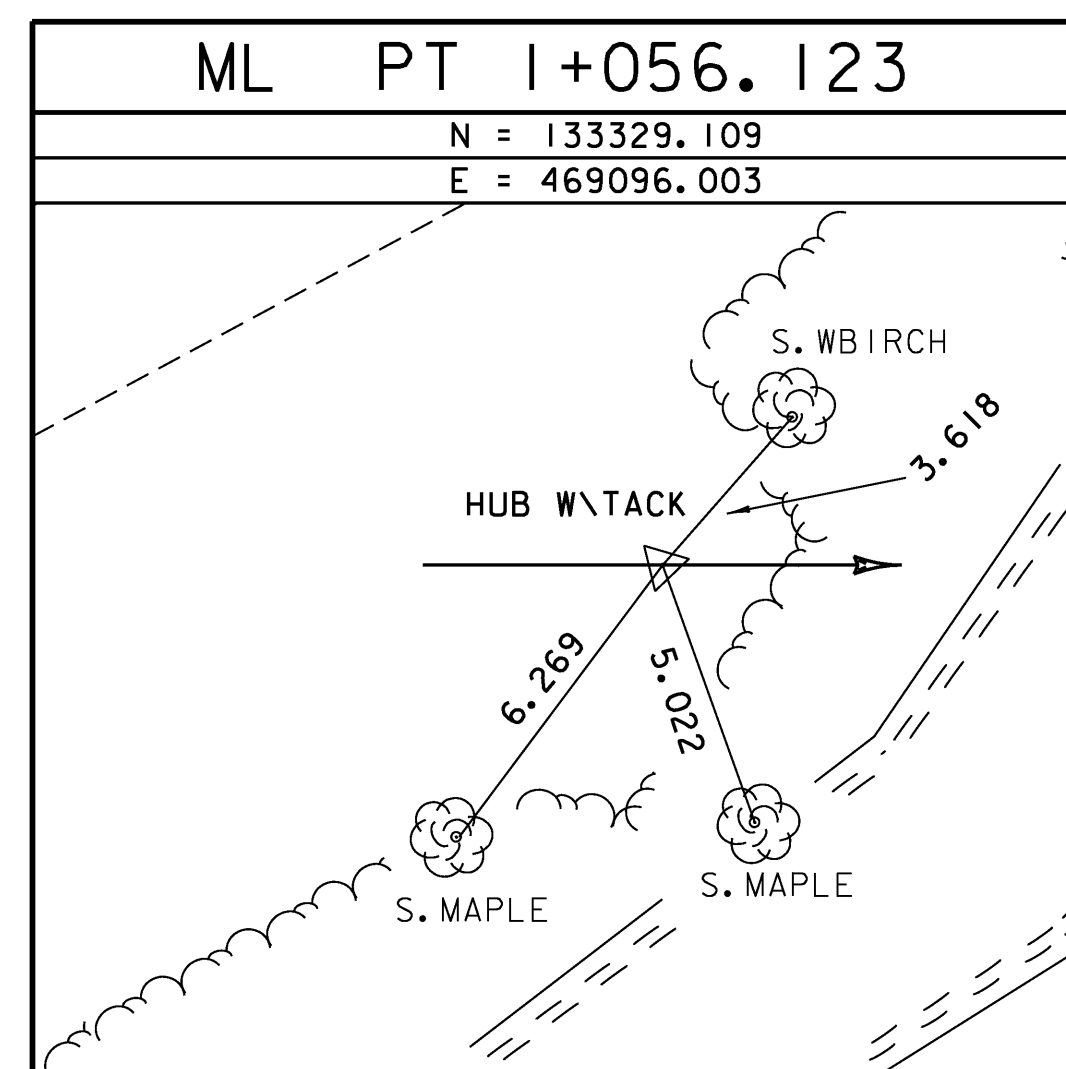 ML PT 1+056.123
N = 133329.109
E = 469096.003
S. WBIRCH
3.618
HUB W\TACK
6.269
5.022
S. MAPLE
S. MAPLE